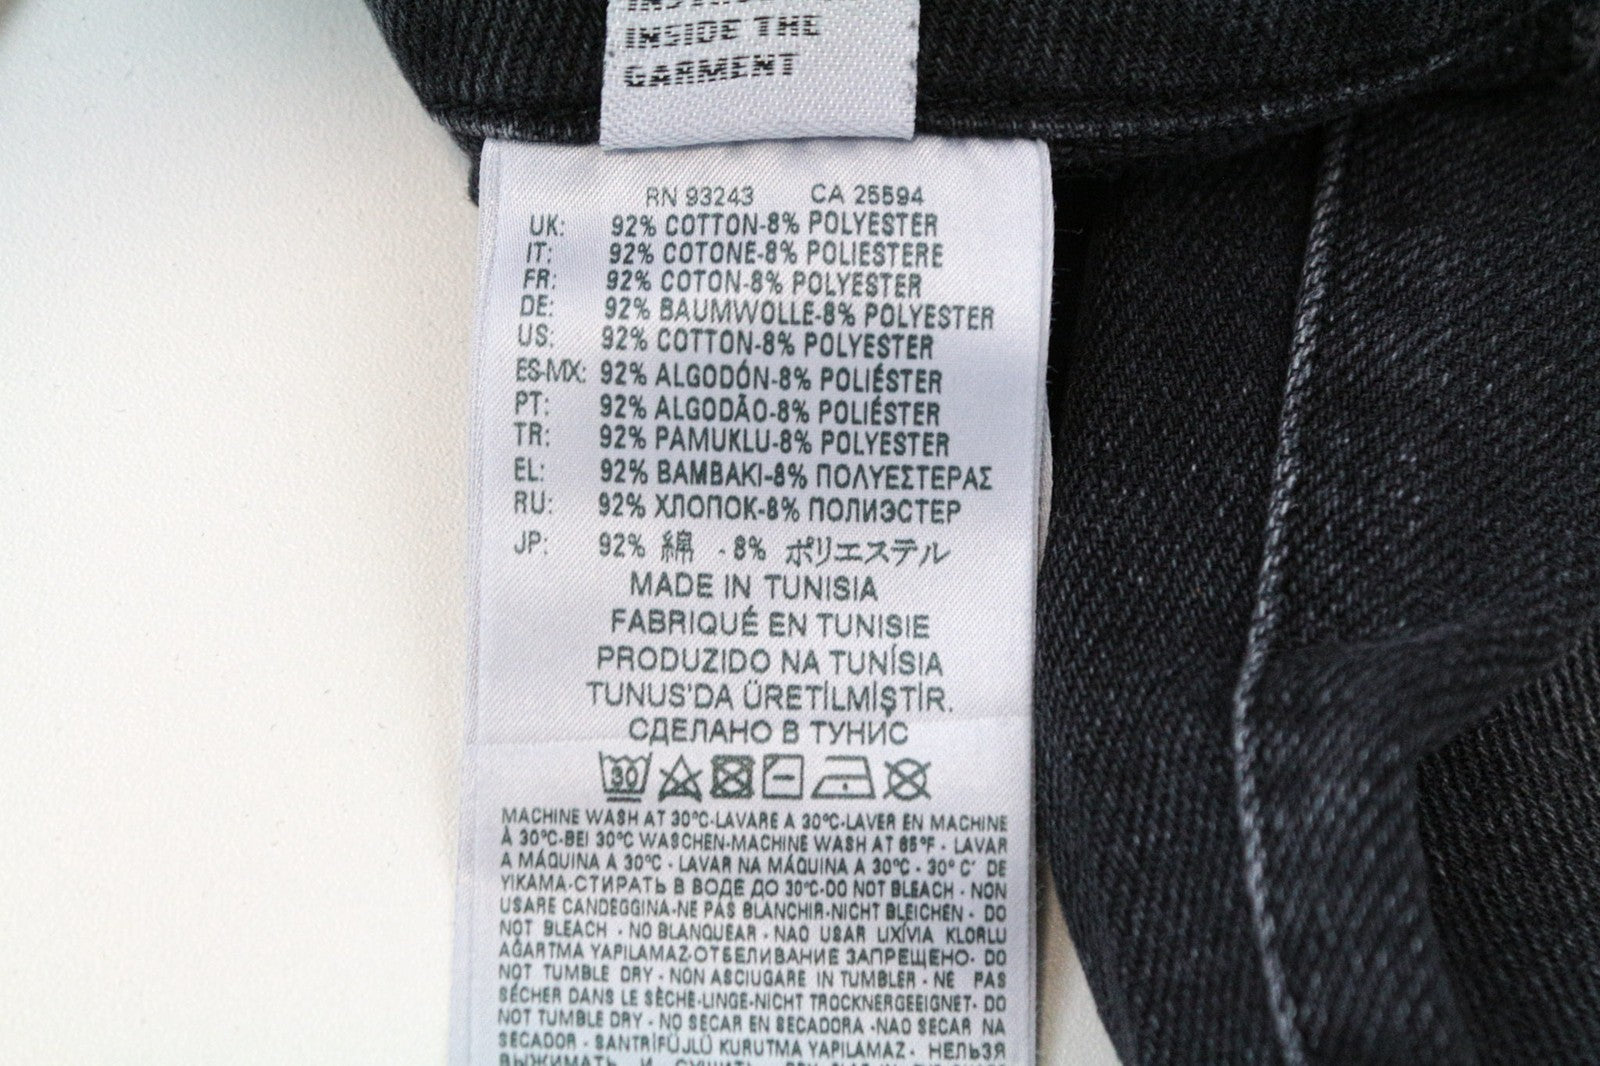 INSIDE THE
GARMENT
RN 93243 CA 25594
UK: 92% COTTON-8% POLYESTER
IT: 92% COTONE-8% POLIESTERE
FR: 92% COTON-8% POLYESTER
DE: 92% BAUMWOLLE-8% POLYESTER
US: 92% COTTON-8% POLYESTER
ES-MX: 92% ALGODÓN-8% POLIÉSTER
PT: 92% ALGODÃO-8% POLIÉSTER
TR: 92% PAMUKLU-8% POLYESTER
EL: 92% ΒΑΜΒΑΚΙ-8% ΠΟΛΥΕΣΤΕΡΑΣ
RU: 92% ХЛОПОК-8% ПОЛИЭСТЕР
JP: 92% 綿 - 8% ポリエステル
MADE IN TUNISIA
FABRIQUÉ EN TUNISIE
PRODUZIDO NA TUNÍSIA
TUNUS'DA ÜRETİLMİŞTİR.
СДЕЛАНО В ТУНИС
30
MACHINE WASH AT 30°C-LAVARE A 30°C-LAVER EN MACHINE
À 30°C-BEI 30°C WASCHEN-MACHINE WASH AT 85°F - LAVAR
A MÁQUINA A 30°C - LAVAR NA MÁQUINA A 30°C - 30° C' DE
YIKAMA-СТИРАТЬ В ВОДЕ ДО 30°C-DO NOT BLEACH - NON
USARE CANDEGGINA-NE PAS BLANCHIR-NICHT BLEICHEN - DO
NOT BLEACH - NO BLANQUEAR - NAO USAR LIXÍVIA KLORLU
AĞARTMA YAPILAMAZ-ОТБЕЛИВАНИЕ ЗАПРЕЩЕНО- DO
NOT TUMBLE DRY - NON ASCIUGARE IN TUMBLER - NE PAS
SÉCHER DANS LE SÈCHE-LINGE-NICHT TROCKNERGEEIGNET- DO
NOT TUMBLE DRY - NO SECAR EN SECADORA -NAO SECAR NA
SECADOR - SANTRİFÜJLÜ KURUTMA YAPILAMAZ - НЕЛЬЗЯ
ВЫЖИМАТЬ И СУШИТЬ